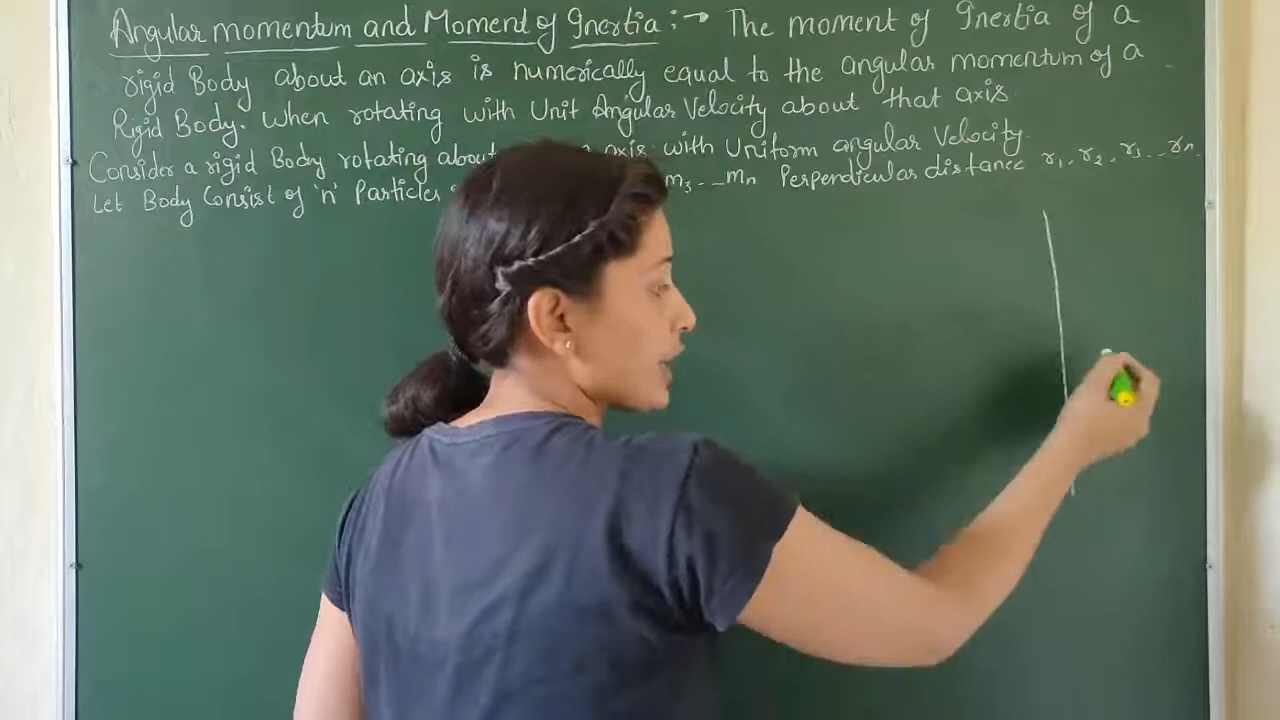 Angular momentum and Moment of Inertia :→ The moment of Inertia of a
rigid Body about an axis is numerically equal to the angular momentum of a
Rigid Body. When rotating with Unit Angular Velocity about that axis
Consider a rigid Body rotating about axis with Uniform angular Velocity.
Let Body Consist of 'n' Particles m3 -- mn Perpendicular distance r1, r2, r3 -- rn.